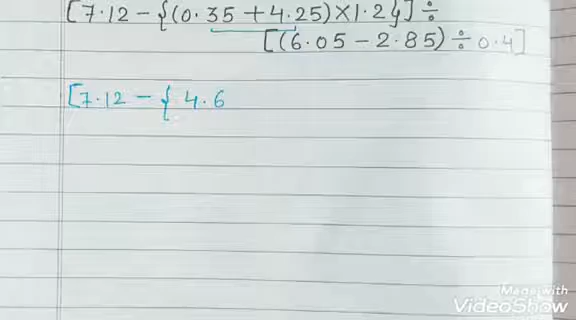 [7.12 - {(0.35 + 4.25) × 1.2}] ÷
[(6.05 - 2.85) ÷ 0.4]
[7.12 - { 4.6
Made with
VideoShow